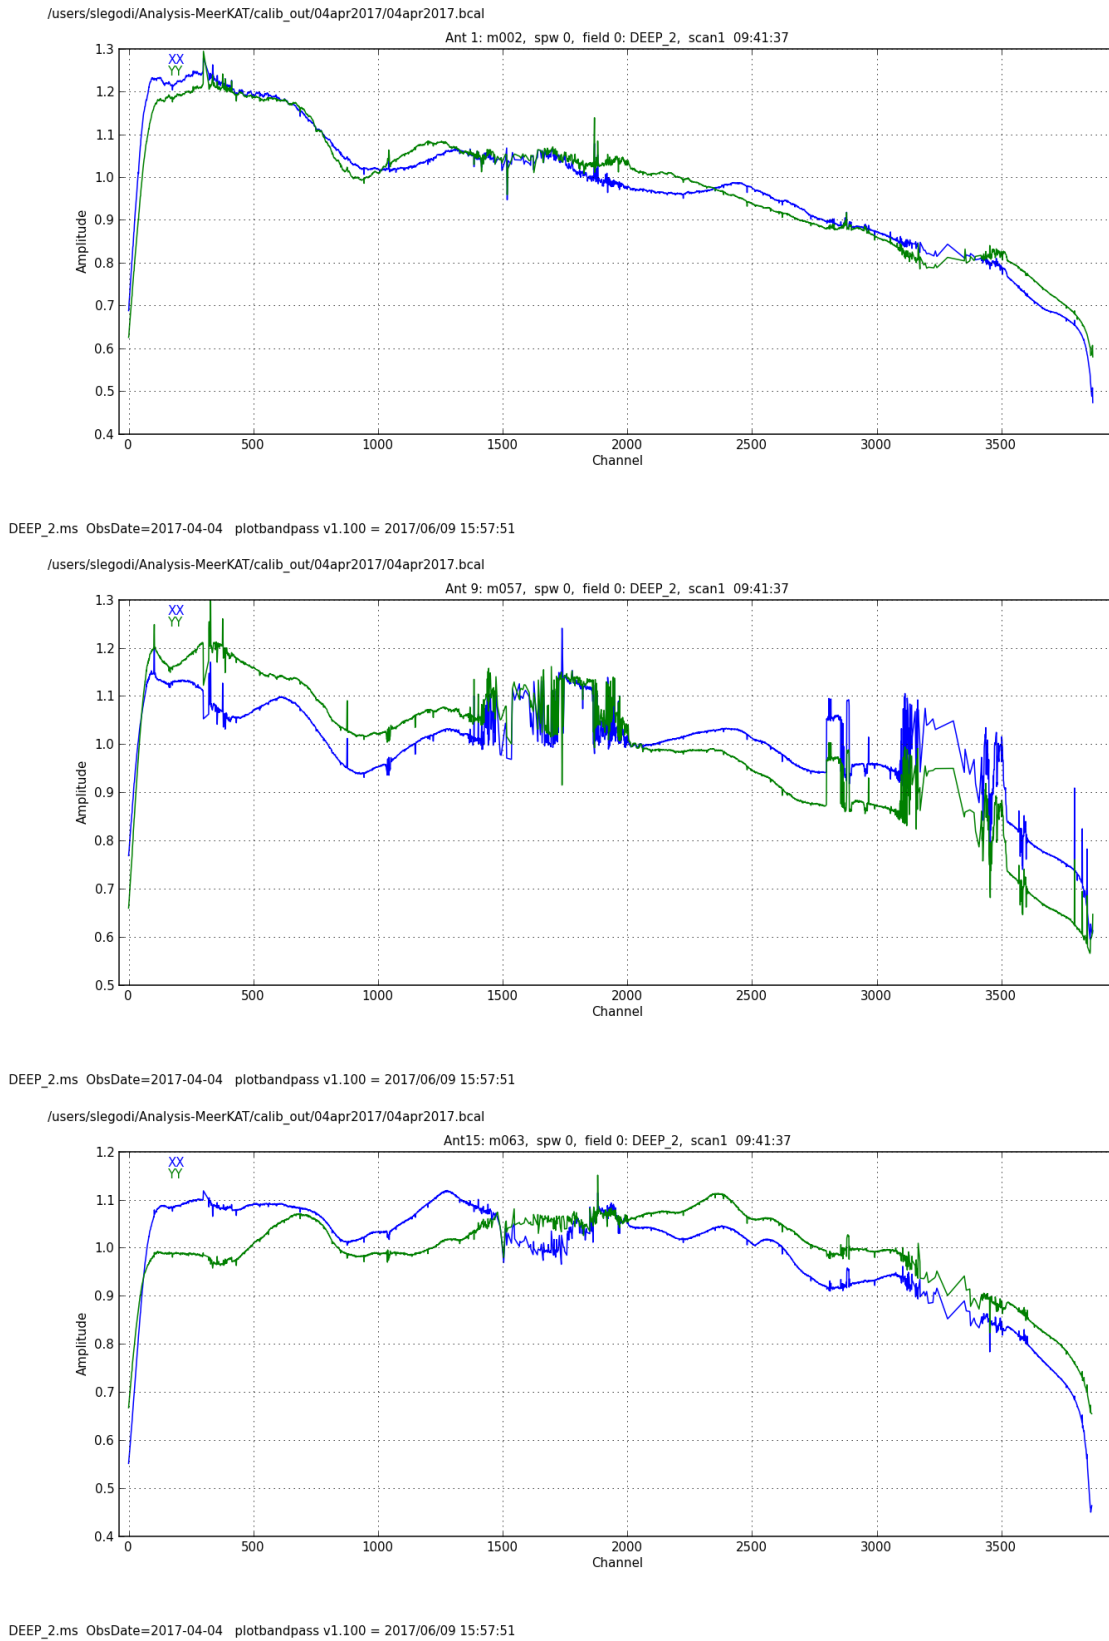 /users/slegodi/Analysis-MeerKAT/calib_out/04apr2017/04apr2017.bcal
Ant 1: m002, spw 0, field 0: DEEP_2, scan1 09:41:37
1.3
XX
YY
1.2
1.1
1.0
0.9
0.8
0.7
0.6
0.5
0.4
Amplitude
0 500 1000 1500 2000 2500 3000 3500
Channel
DEEP_2.ms ObsDate=2017-04-04 plotbandpass v1.100 = 2017/06/09 15:57:51
/users/slegodi/Analysis-MeerKAT/calib_out/04apr2017/04apr2017.bcal
Ant 9: m057, spw 0, field 0: DEEP_2, scan1 09:41:37
1.3
XX
YY
1.2
1.1
1.0
0.9
0.8
0.7
0.6
0.5
Amplitude
0 500 1000 1500 2000 2500 3000 3500
Channel
DEEP_2.ms ObsDate=2017-04-04 plotbandpass v1.100 = 2017/06/09 15:57:51
/users/slegodi/Analysis-MeerKAT/calib_out/04apr2017/04apr2017.bcal
Ant15: m063, spw 0, field 0: DEEP_2, scan1 09:41:37
1.2
XX
YY
1.1
1.0
0.9
0.8
0.7
0.6
0.5
0.4
Amplitude
0 500 1000 1500 2000 2500 3000 3500
Channel
DEEP_2.ms ObsDate=2017-04-04 plotbandpass v1.100 = 2017/06/09 15:57:51